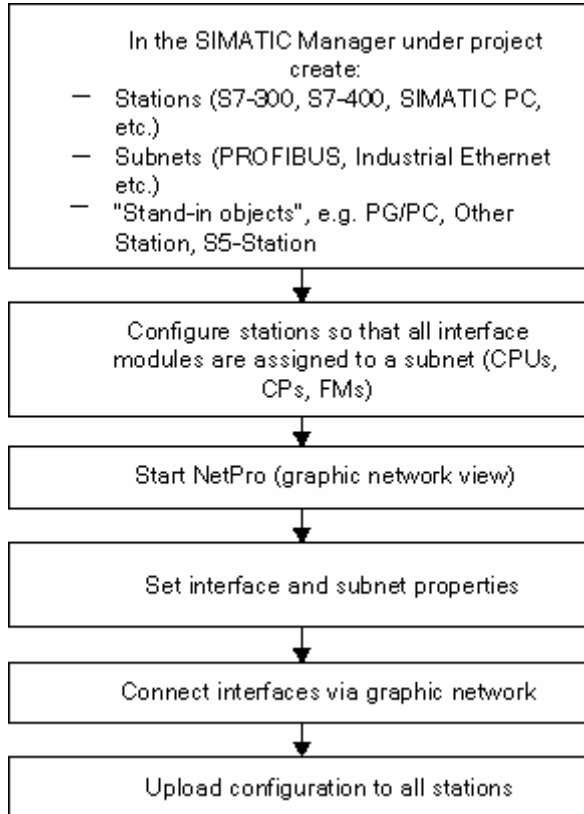 In the SIMATIC Manager under project
create:
— Stations (S7-300, S7-400, SIMATIC PC,
etc.)
— Subnets (PROFIBUS, Industrial Ethernet
etc.)
— "Stand-in objects", e.g. PG/PC, Other
Station, S5-Station
Configure stations so that all interface
modules are assigned to a subnet (CPUs,
CPs, FMs)
Start NetPro (graphic network view)
Set interface and subnet properties
Connect interfaces via graphic network
Upload configuration to all stations